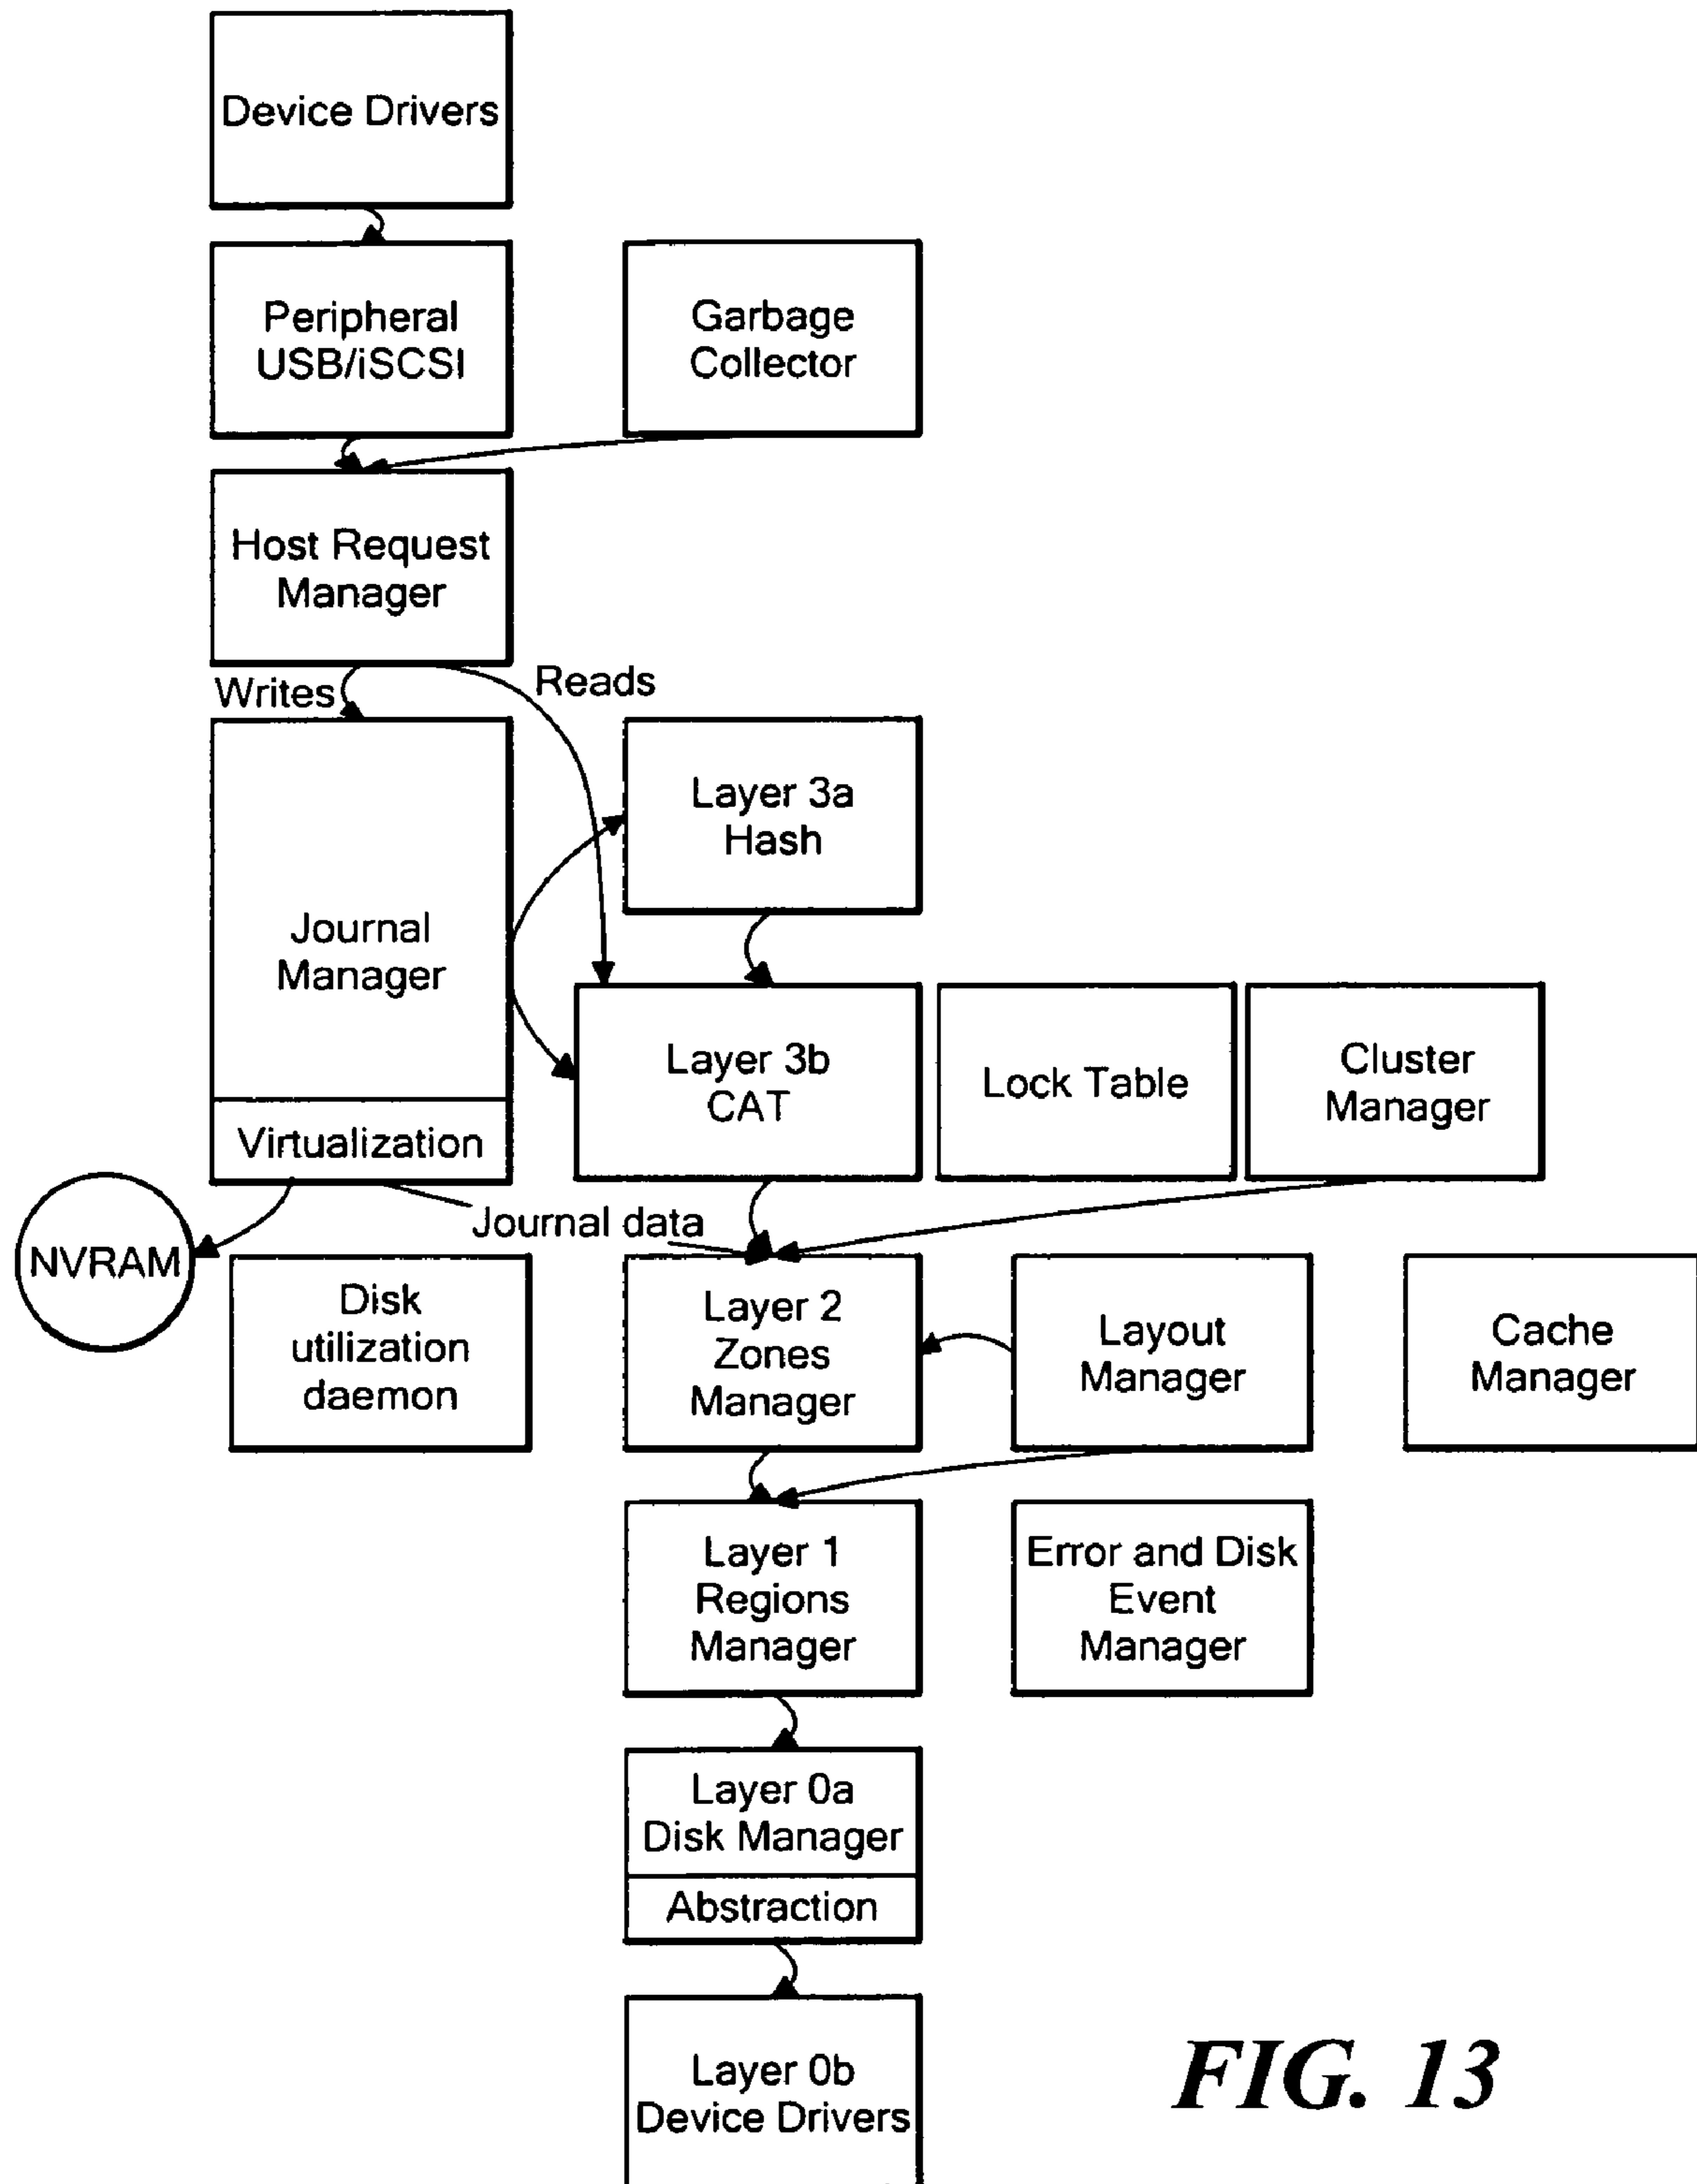 Device Drivers
Peripheral
USB/iSCSI
Garbage
Collector
Host Request
Manager
Writes
Reads
Layer 3a
Hash
Journal
Manager
Virtualization
Layer 3b
CAT
Lock Table
Cluster
Manager
Journal data
NVRAM
Disk
utilization
daemon
Layer 2
Zones
Manager
Layout
Manager
Cache
Manager
Layer 1
Regions
Manager
Error and Disk
Event
Manager
Layer 0a
Disk Manager
Abstraction
Layer 0b
Device Drivers
FIG. 13